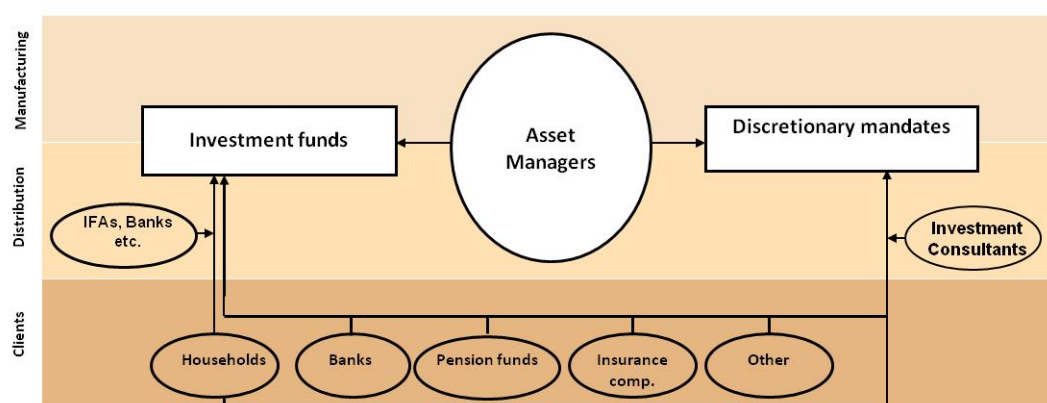 Manufacturing
Investment funds
Asset
Managers
Discretionary mandates
Distribution
IFAs, Banks
etc.
Investment
Consultants
Clients
Households
Banks
Pension funds
Insurance
comp.
Other